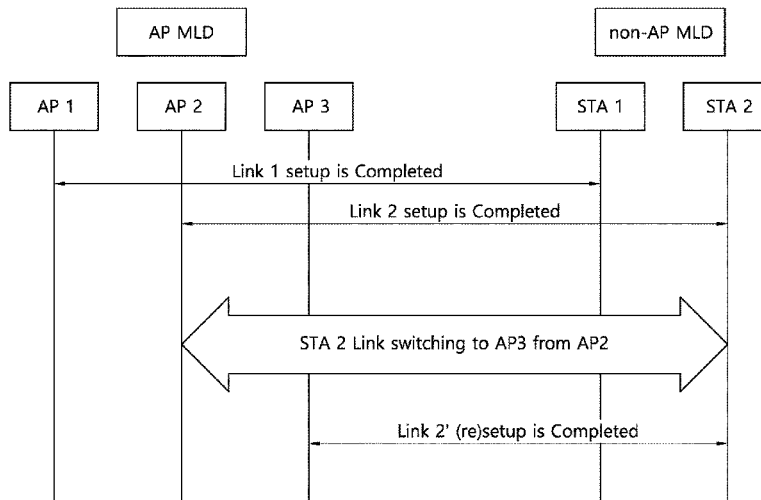 AP MLD
non-AP MLD
AP 1
AP 2
AP 3
STA 1
STA 2
Link 1 setup is Completed
Link 2 setup is Completed
STA 2 Link switching to AP3 from AP2
Link 2' (re)setup is Completed